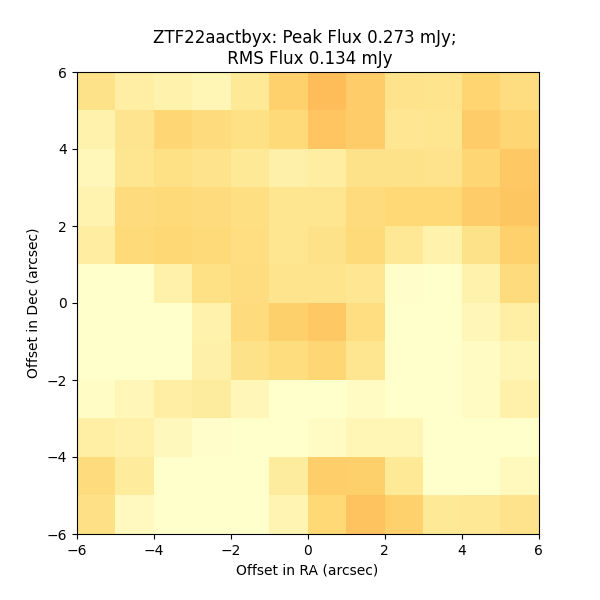 ZTF22aactbyx: Peak Flux 0.273 mJy;
RMS Flux 0.134 mJy
6
4
2
0
−2
−4
−6
Offset in Dec (arcsec)
−6 −4 −2 0 2 4 6
Offset in RA (arcsec)